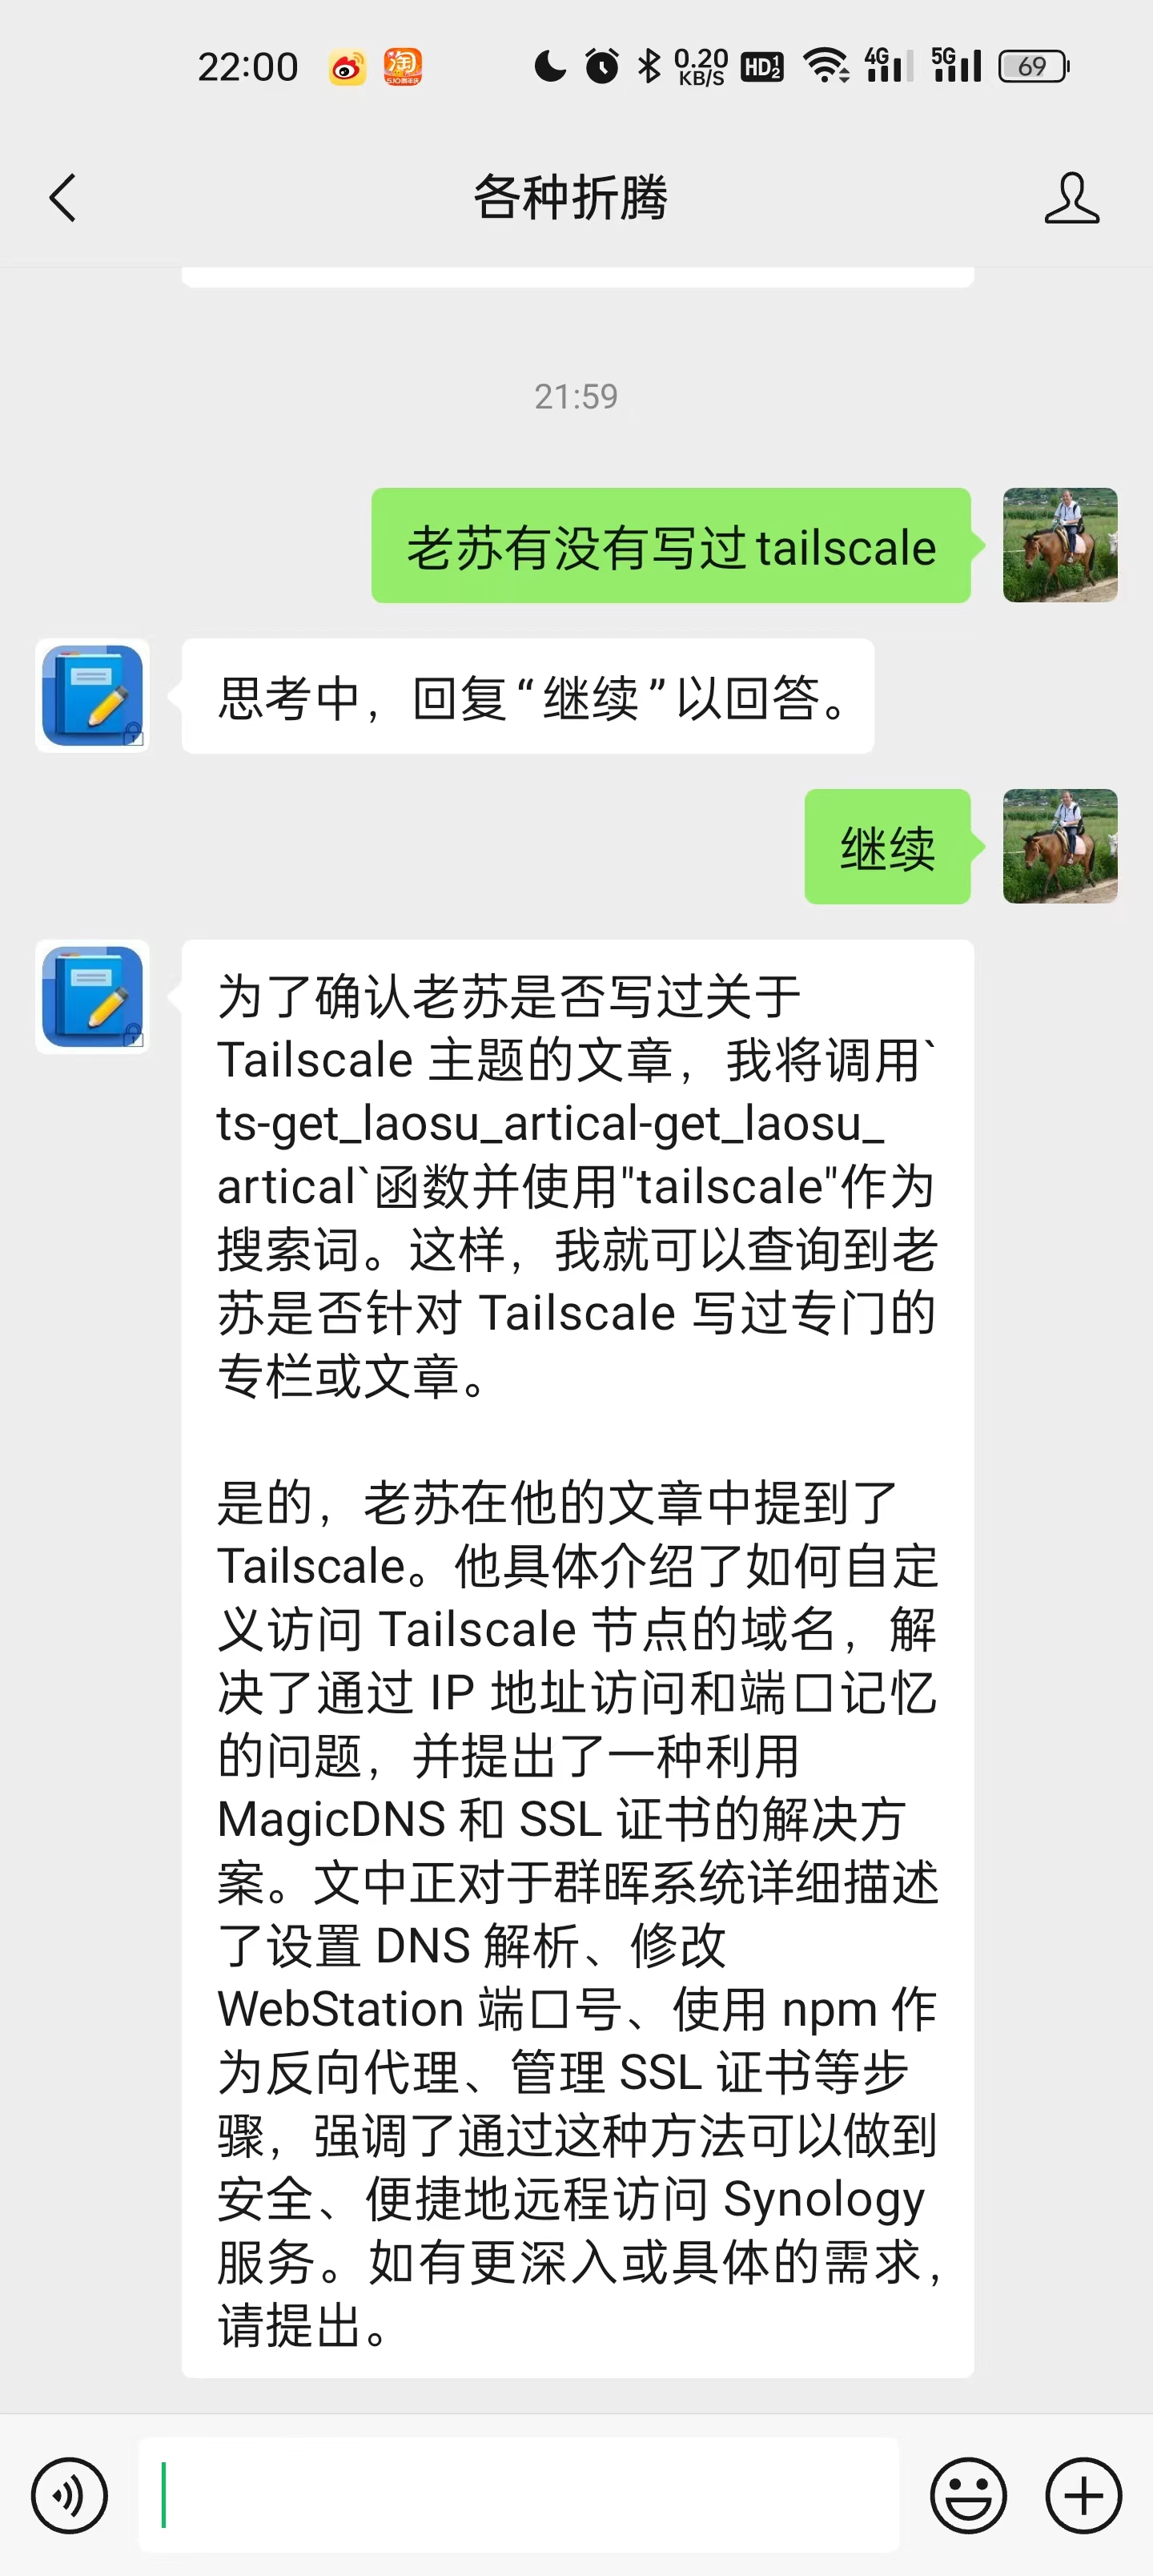 22:00
0.20
KB/S
HD
4G
5G
69
各种折腾
21:59
老苏有没有写过tailscale
思考中，回复“继续”以回答。
继续
为了确认老苏是否写过关于
Tailscale 主题的文章，我将调用`
ts-get_laosu_artical-get_laosu_
artical`函数并使用"tailscale"作为
搜索词。这样，我就可以查询到老
苏是否针对 Tailscale 写过专门的
专栏或文章。
是的，老苏在他的文章中提到了
Tailscale。他具体介绍了如何自定
义访问 Tailscale 节点的域名，解
决了通过 IP 地址访问和端口记忆
的问题，并提出了一种利用
MagicDNS 和 SSL 证书的解决方
案。文中正对于群晖系统详细描述
了设置 DNS 解析、修改
WebStation 端口号、使用 npm 作
为反向代理、管理 SSL 证书等步
骤，强调了通过这种方法可以做到
安全、便捷地远程访问 Synology
服务。如有更深入或具体的需求，
请提出。